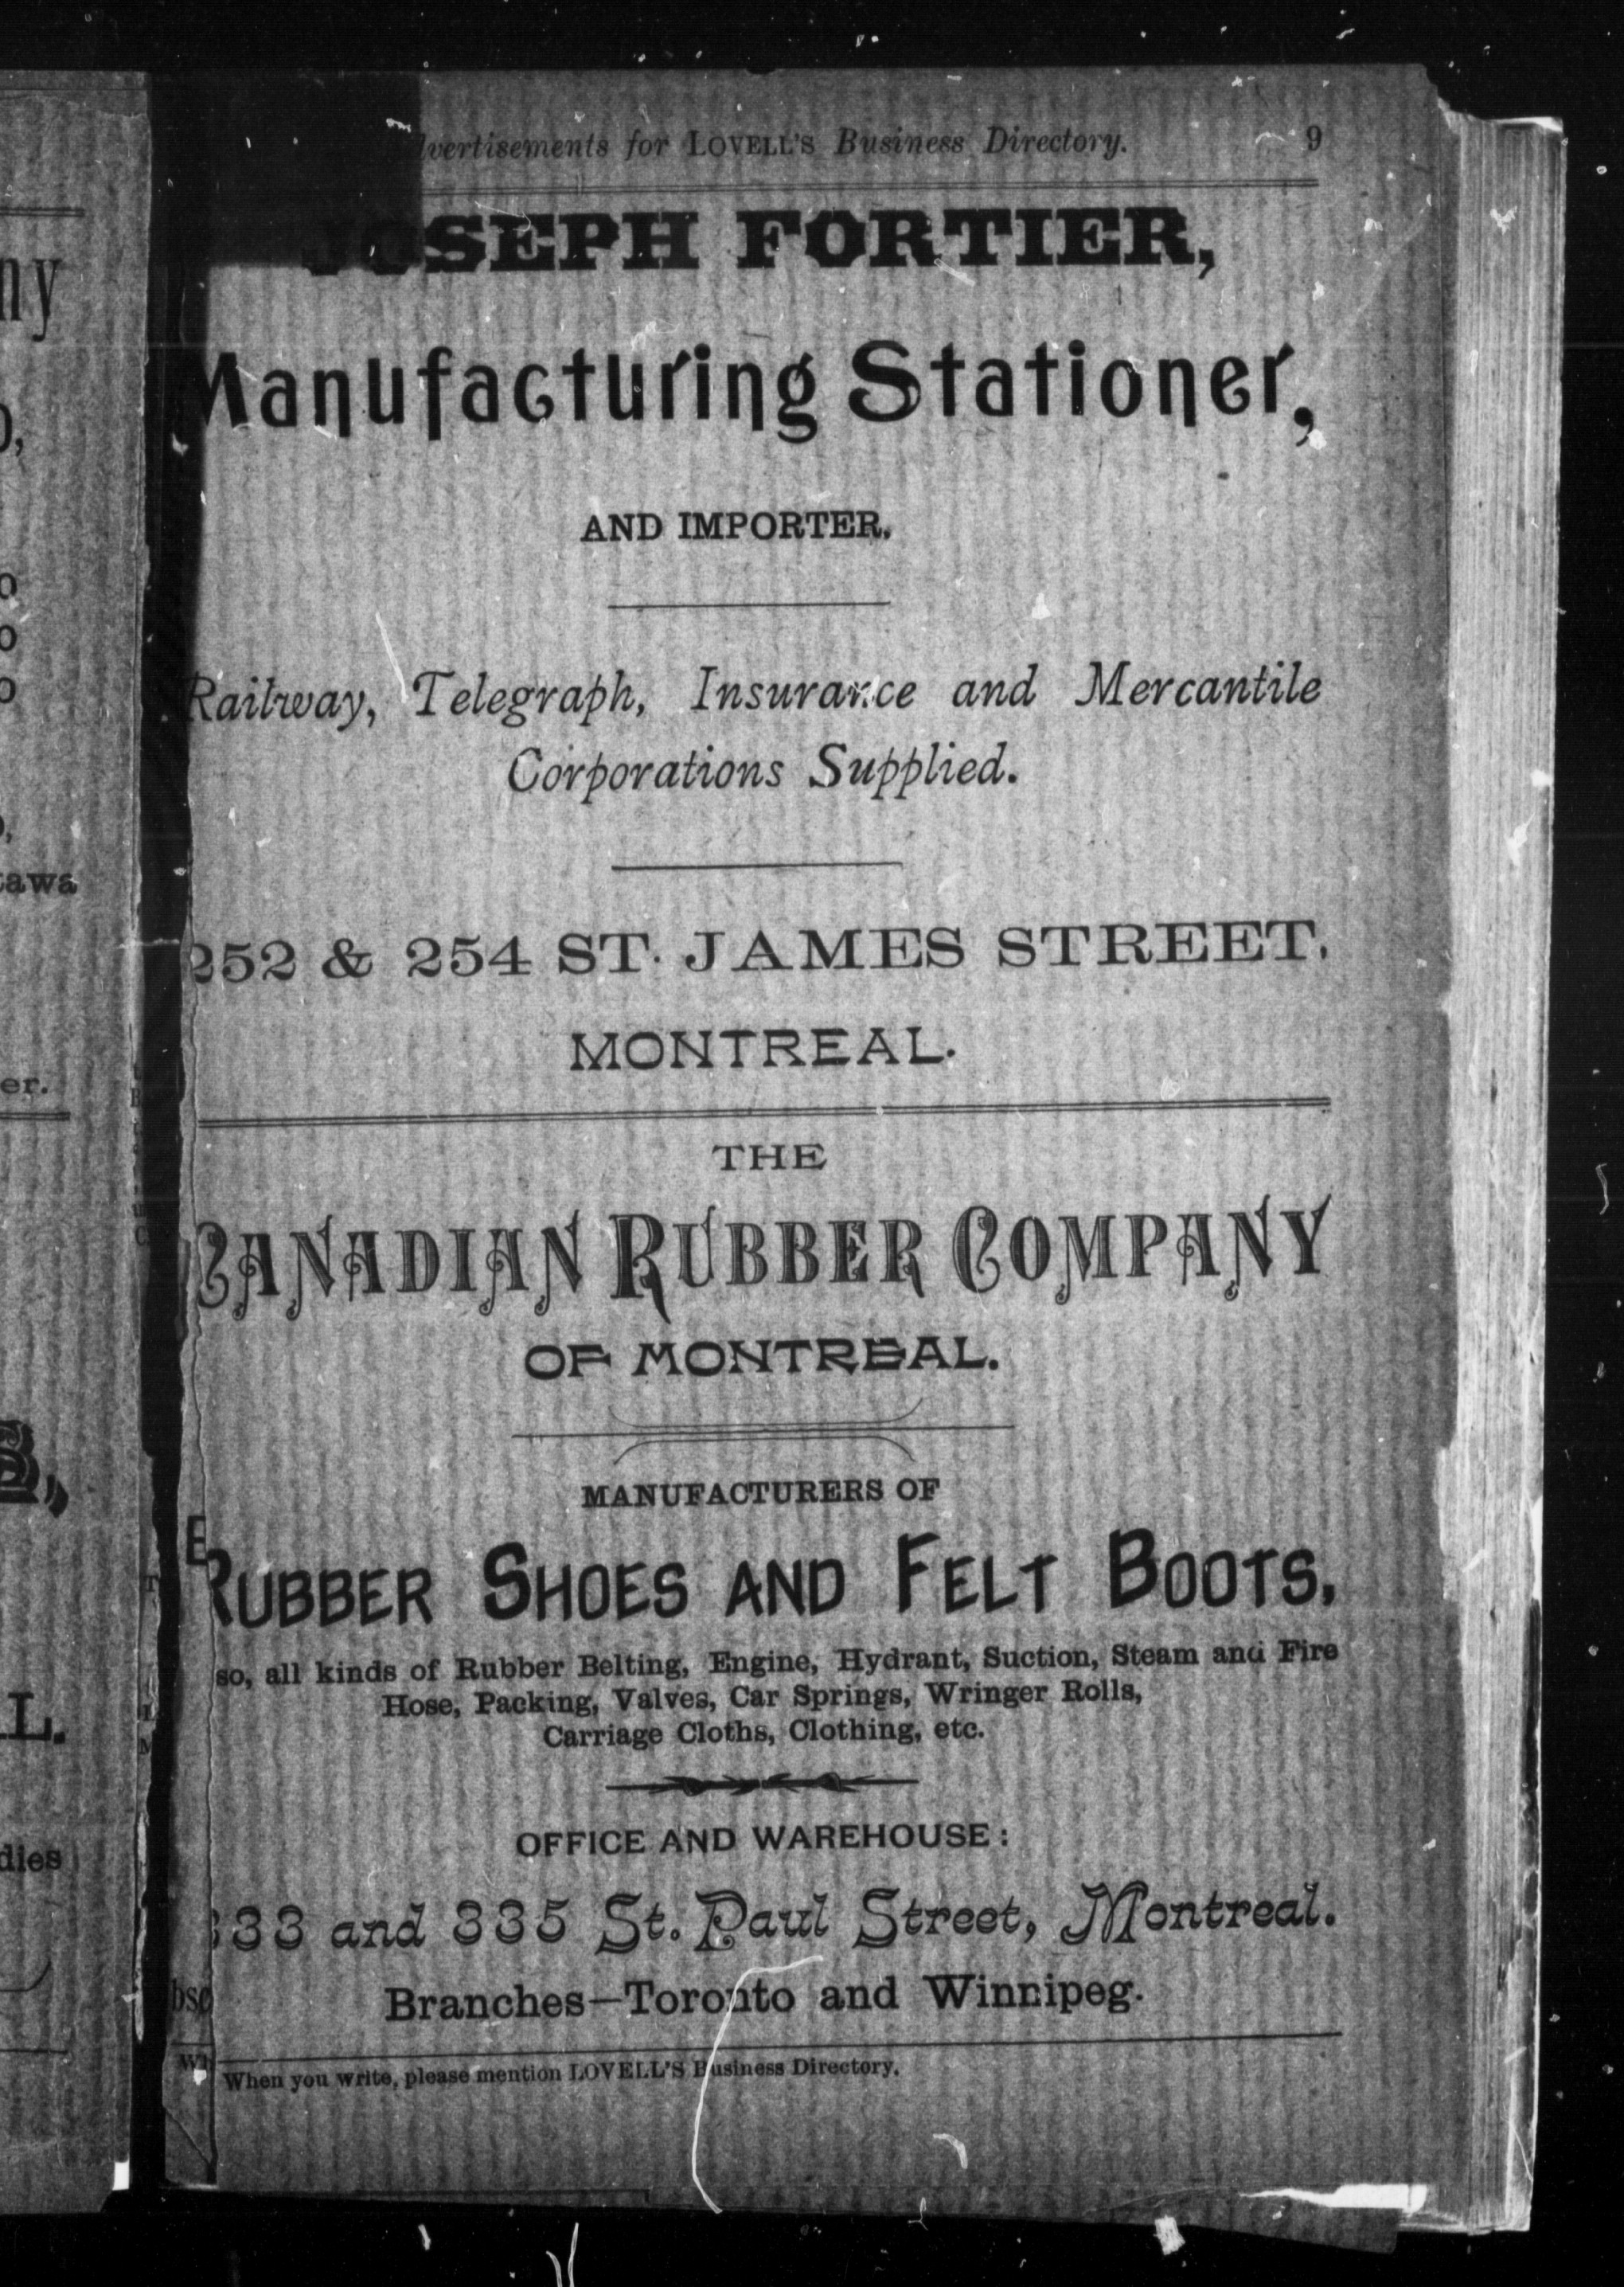 Advertisements for LOVELL'S Business Directory. 9
JOSEPH FORTIER,
Manufacturing Stationer,
AND IMPORTER.
Railway, Telegraph, Insurance and Mercantile
Corporations Supplied.
252 & 254 ST. JAMES STREET,
MONTREAL.
THE
CANADIAN RUBBER COMPANY
OF MONTREAL.
MANUFACTURERS OF
RUBBER SHOES AND FELT BOOTS,
so, all kinds of Rubber Belting, Engine, Hydrant, Suction, Steam and Fire
Hose, Packing, Valves, Car Springs, Wringer Rolls,
Carriage Cloths, Clothing, etc.
OFFICE AND WAREHOUSE:
333 and 335 St. Paul Street, Montreal.
Branches—Toronto and Winnipeg.
When you write, please mention LOVELL'S Business Directory.